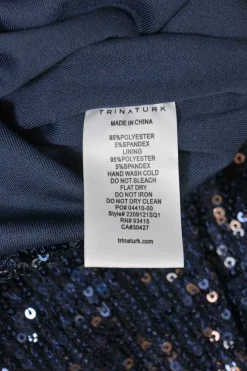 TRINATURK
MADE IN CHINA
95%POLYESTER
5%SPANDEX
LINING
95%POLYESTER
5%SPANDEX
HAND WASH COLD
DO NOT BLEACH
FLAT DRY
DO NOT IRON
DO NOT DRY CLEAN
PO# 04410-00
Style# 2209121SQ1
RN# 93415
CA#30427
trinaturk.com